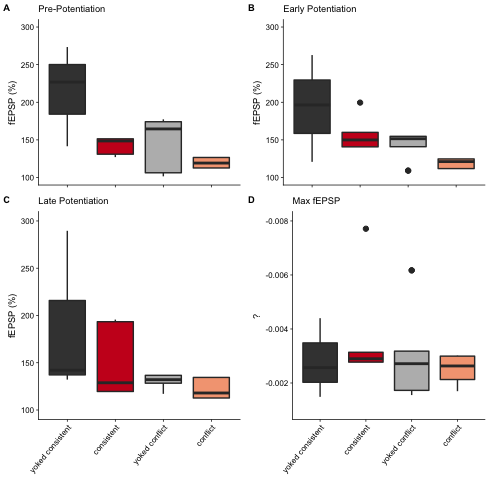 A Pre-Potentiation
300
250
200
150
100
fEPSP (%)
B Early Potentiation
300
250
200
150
100
fEPSP (%)
C Late Potentiation
300
250
200
150
100
fEPSP (%)
yoked consistent
consistent
yoked conflict
conflict
D Max fEPSP
-0.008
-0.006
-0.004
-0.002
?
yoked consistent
consistent
yoked conflict
conflict